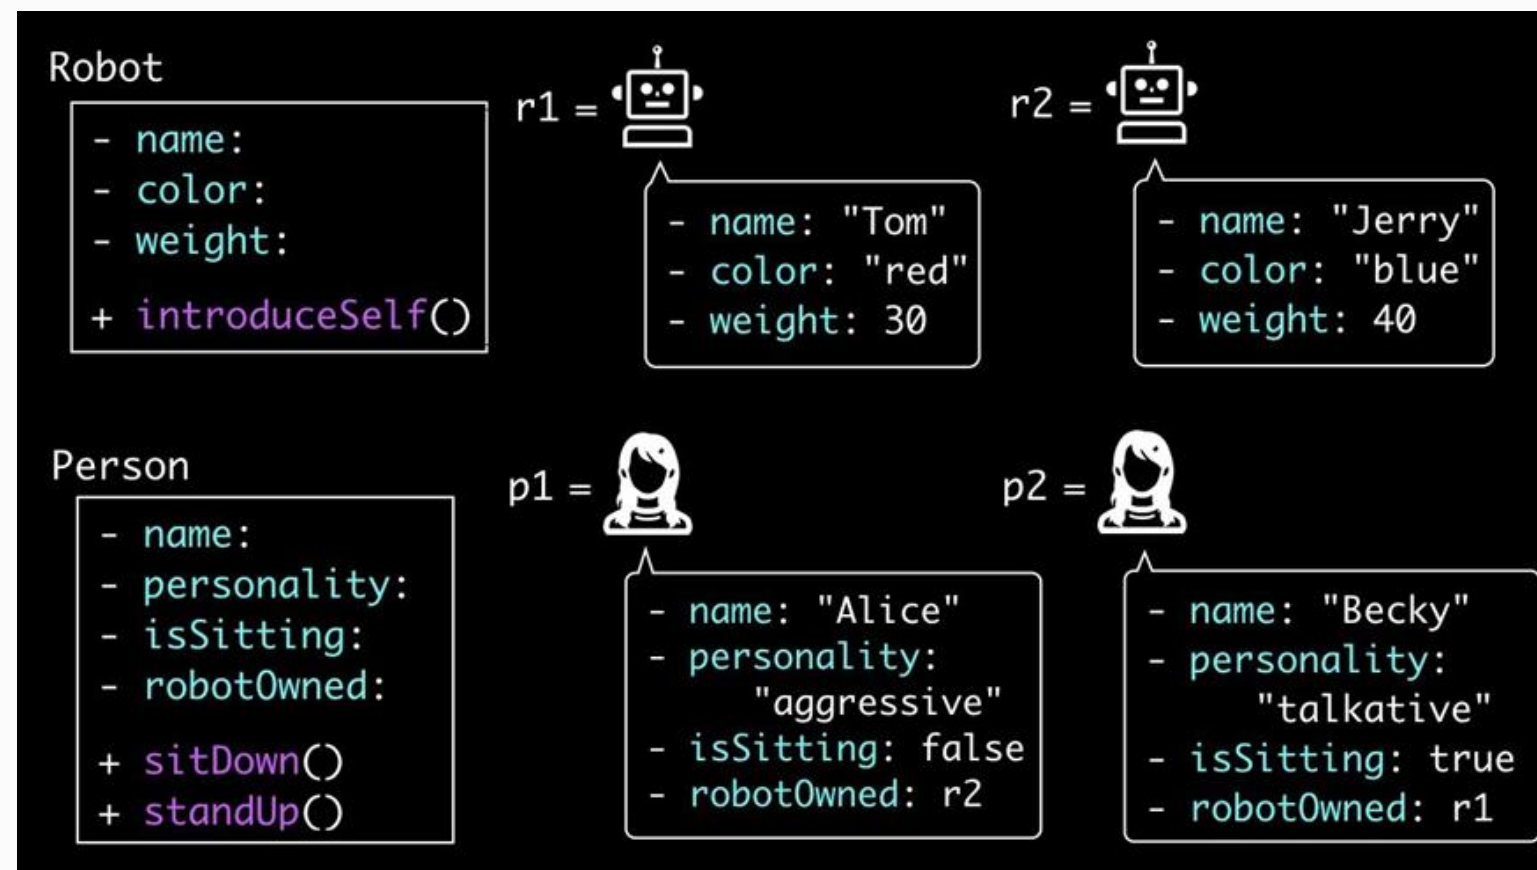 Robot
- name:
- color:
- weight:
+ introduceSelf()
r1 =
- name: "Tom"
- color: "red"
- weight: 30
r2 =
- name: "Jerry"
- color: "blue"
- weight: 40
Person
- name:
- personality:
- isSitting:
- robotOwned:
+ sitDown()
+ standUp()
p1 =
- name: "Alice"
- personality:
"aggressive"
- isSitting: false
- robotOwned: r2
p2 =
- name: "Becky"
- personality:
"talkative"
- isSitting: true
- robotOwned: r1